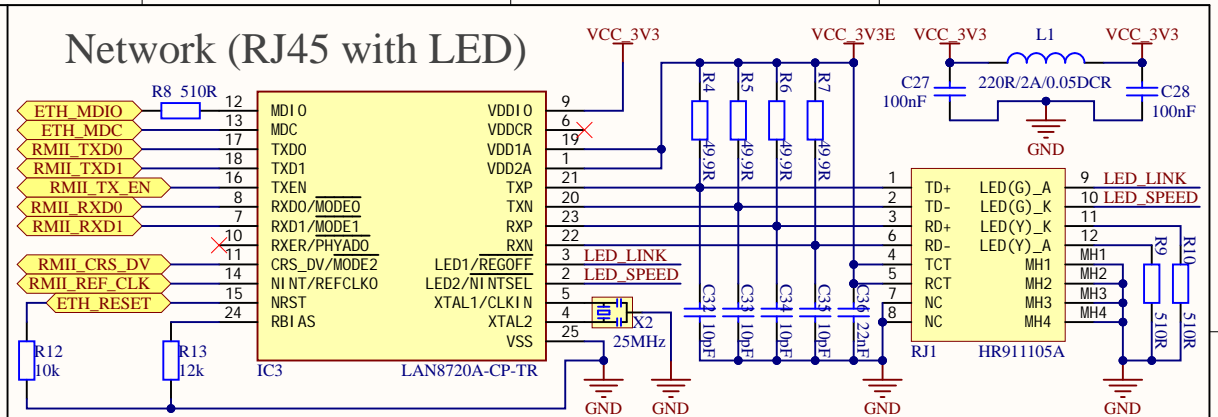 Network (RJ45 with LED)
VCC_3V3
VCC_3V3E
VCC_3V3
L1
VCC_3V3
C27
100nF
220R/2A/0.05DCR
C28
100nF
GND
R8 510R
ETH_MDIO
ETH_MDC
RMII_TXD0
RMII_TXD1
RMII_TX_EN
RMII_RXD0
RMII_RXD1
RMII_CRS_DV
RMII_REF_CLK
ETH_RESET
12 MDIO
13 MDC
17 TXD0
18 TXD1
16 TXEN
8 RXD0/MODE0
7 RXD1/MODE1
10 RXER/PHYAD0
11 CRS_DV/MODE2
14 NINT/REFCLKO
15 NRST
24 RBIAS
VDDIO 9
VDDCR 6
VDD1A 19
VDD2A 1
TXP 21
TXN 20
RXP 23
RXN 22
LED1/REGOFF 3 LED_LINK
LED2/NINTSEL 2 LED_SPEED
XTAL1/CLKIN 5
XTAL2 4
VSS 25
X2
25MHz
IC3
LAN8720A-CP-TR
R12
10k
R13
12k
GND
GND
R4
49.9R
R5
49.9R
R6
49.9R
R7
49.9R
C32
10pF
C33
10pF
C34
10pF
C35
10pF
C36
22nF
GND
1 TD+
2 TD-
3 RD+
6 RD-
4 TCT
5 RCT
7 NC
8 NC
LED(G)_A 9 LED_LINK
LED(G)_K 10 LED_SPEED
LED(Y)_K 11
LED(Y)_A 12
MH1 MH1
MH2 MH2
MH3 MH3
MH4 MH4
RJ1
HR911105A
R9
510R
R10
510R
GND